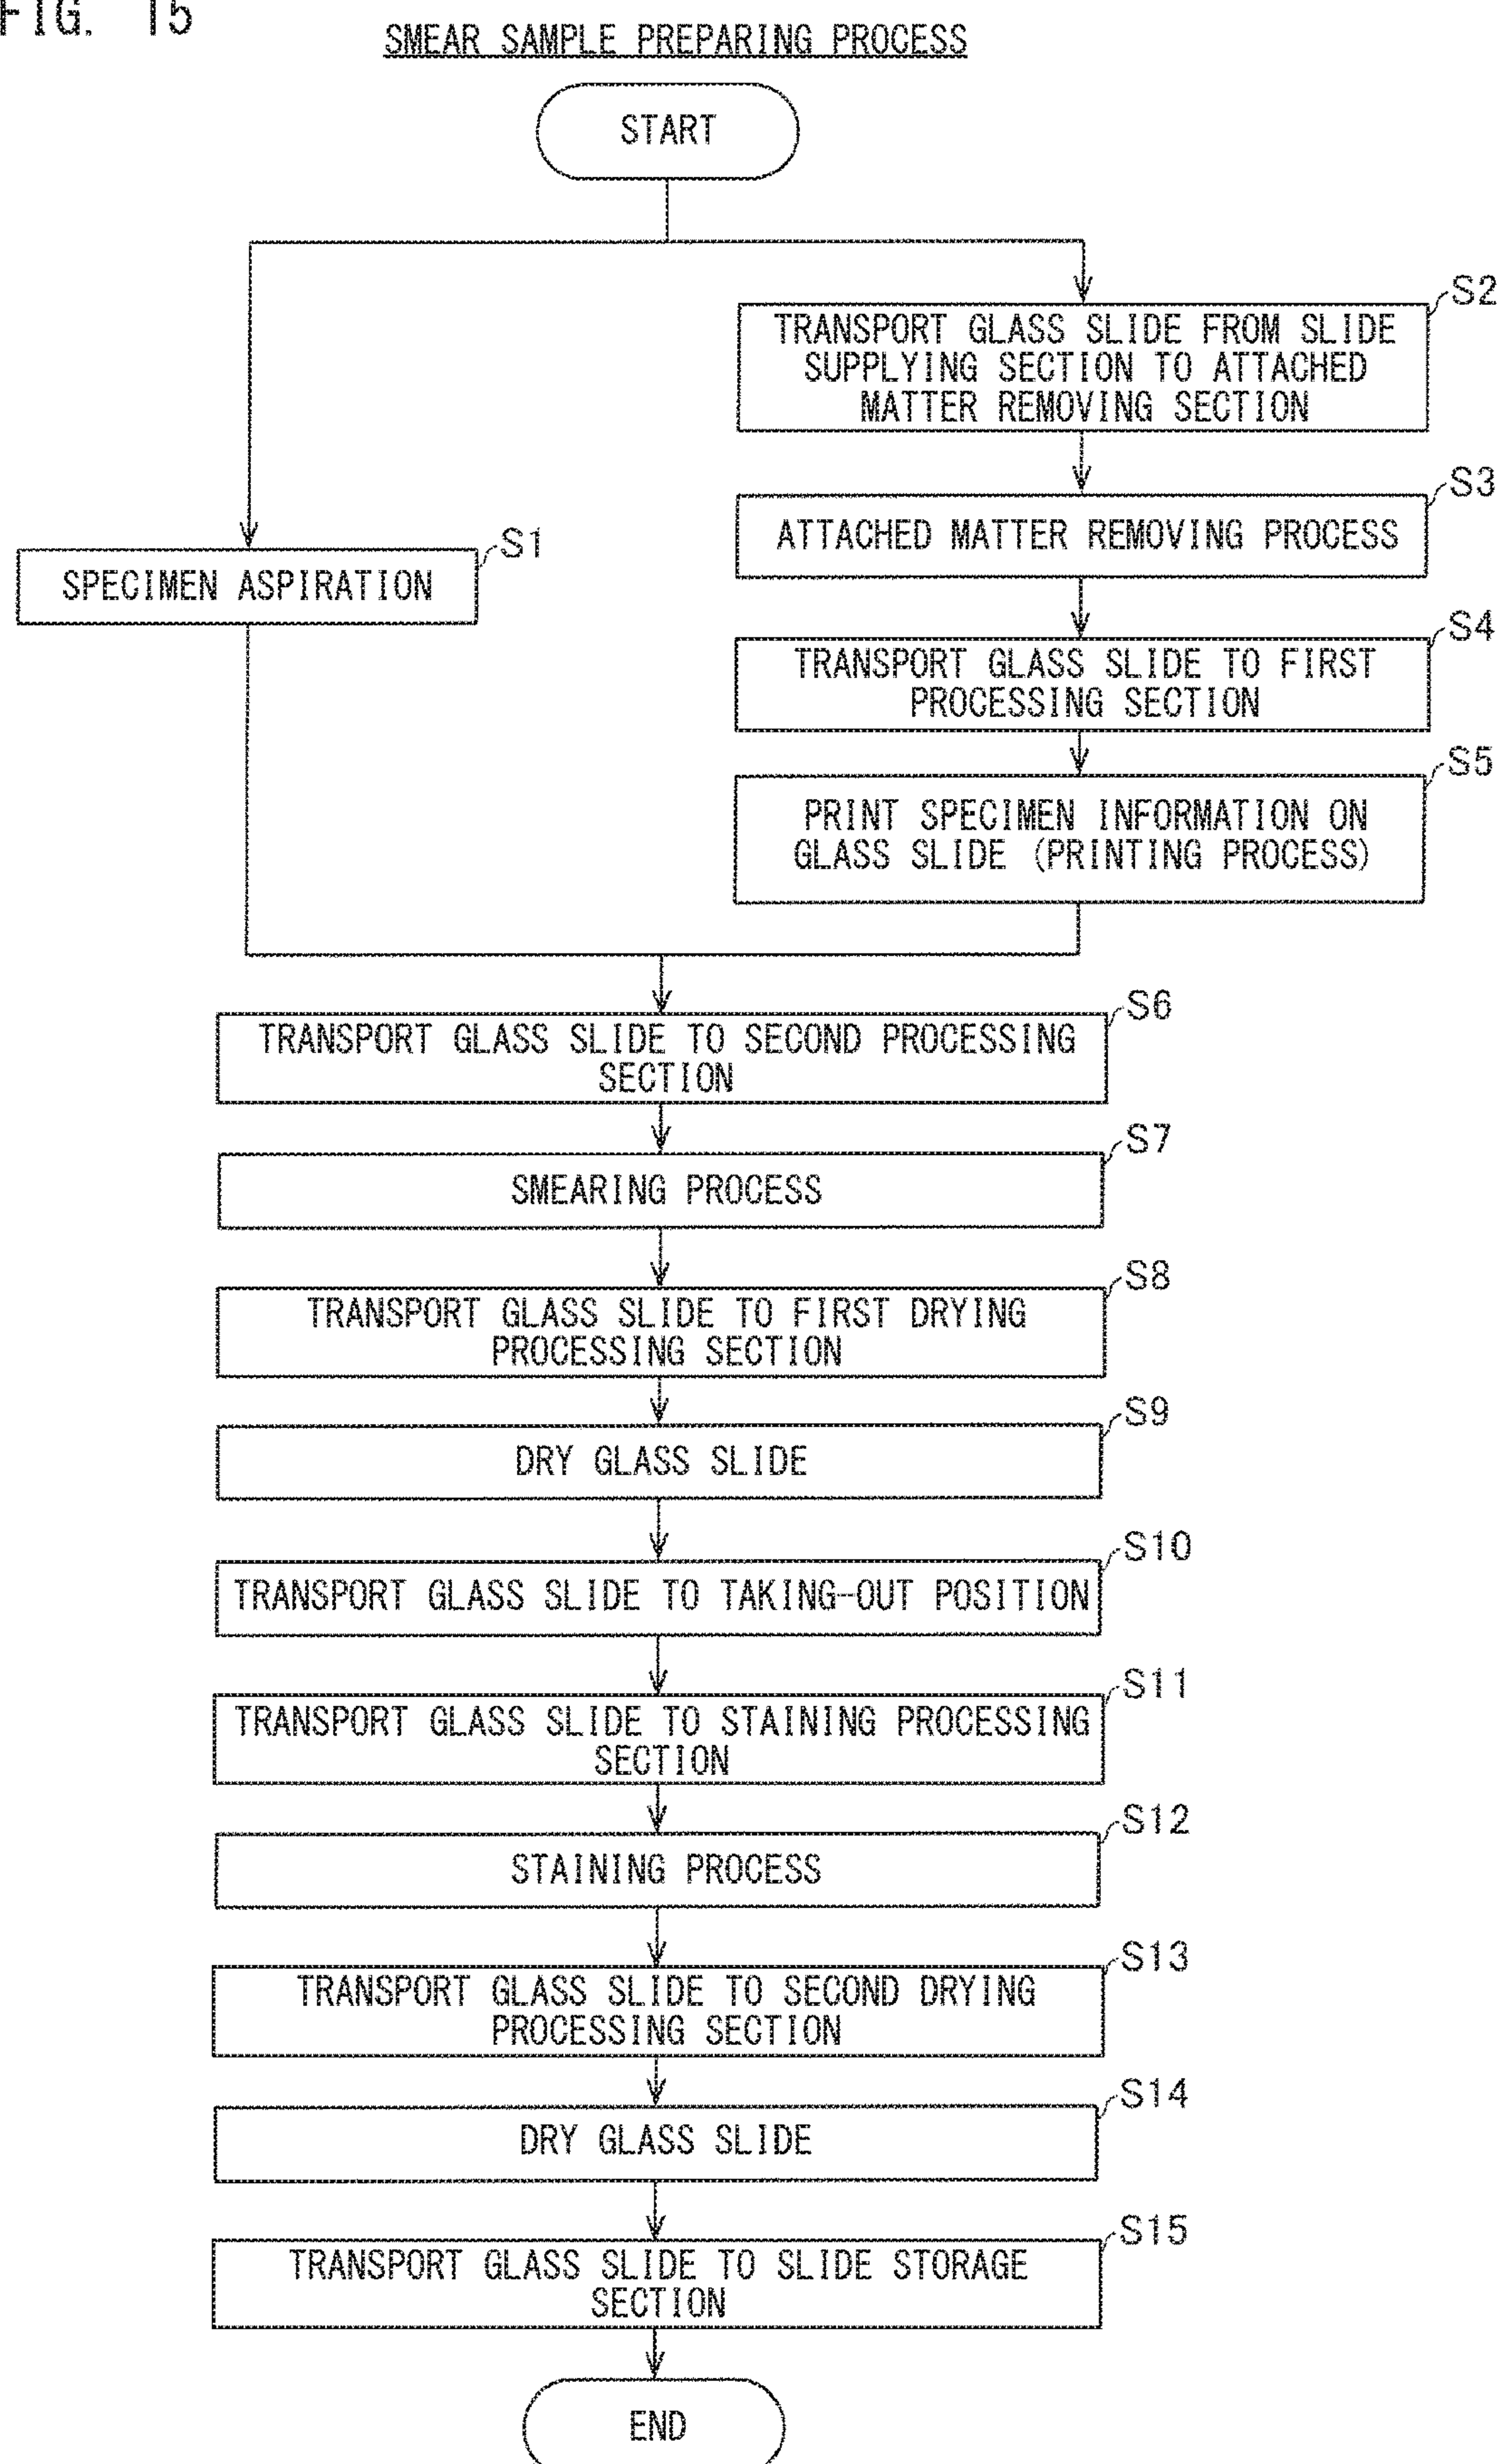 FIG. 15
SMEAR SAMPLE PREPARING PROCESS
START
S2
TRANSPORT GLASS SLIDE FROM SLIDE
SUPPLYING SECTION TO ATTACHED
MATTER REMOVING SECTION
S3
ATTACHED MATTER REMOVING PROCESS
S1
SPECIMEN ASPIRATION
S4
TRANSPORT GLASS SLIDE TO FIRST
PROCESSING SECTION
S5
PRINT SPECIMEN INFORMATION ON
GLASS SLIDE (PRINTING PROCESS)
S6
TRANSPORT GLASS SLIDE TO SECOND PROCESSING
SECTION
S7
SMEARING PROCESS
S8
TRANSPORT GLASS SLIDE TO FIRST DRYING
PROCESSING SECTION
S9
DRY GLASS SLIDE
S10
TRANSPORT GLASS SLIDE TO TAKING-OUT POSITION
S11
TRANSPORT GLASS SLIDE TO STAINING PROCESSING
SECTION
S12
STAINING PROCESS
S13
TRANSPORT GLASS SLIDE TO SECOND DRYING
PROCESSING SECTION
S14
DRY GLASS SLIDE
S15
TRANSPORT GLASS SLIDE TO SLIDE STORAGE
SECTION
END